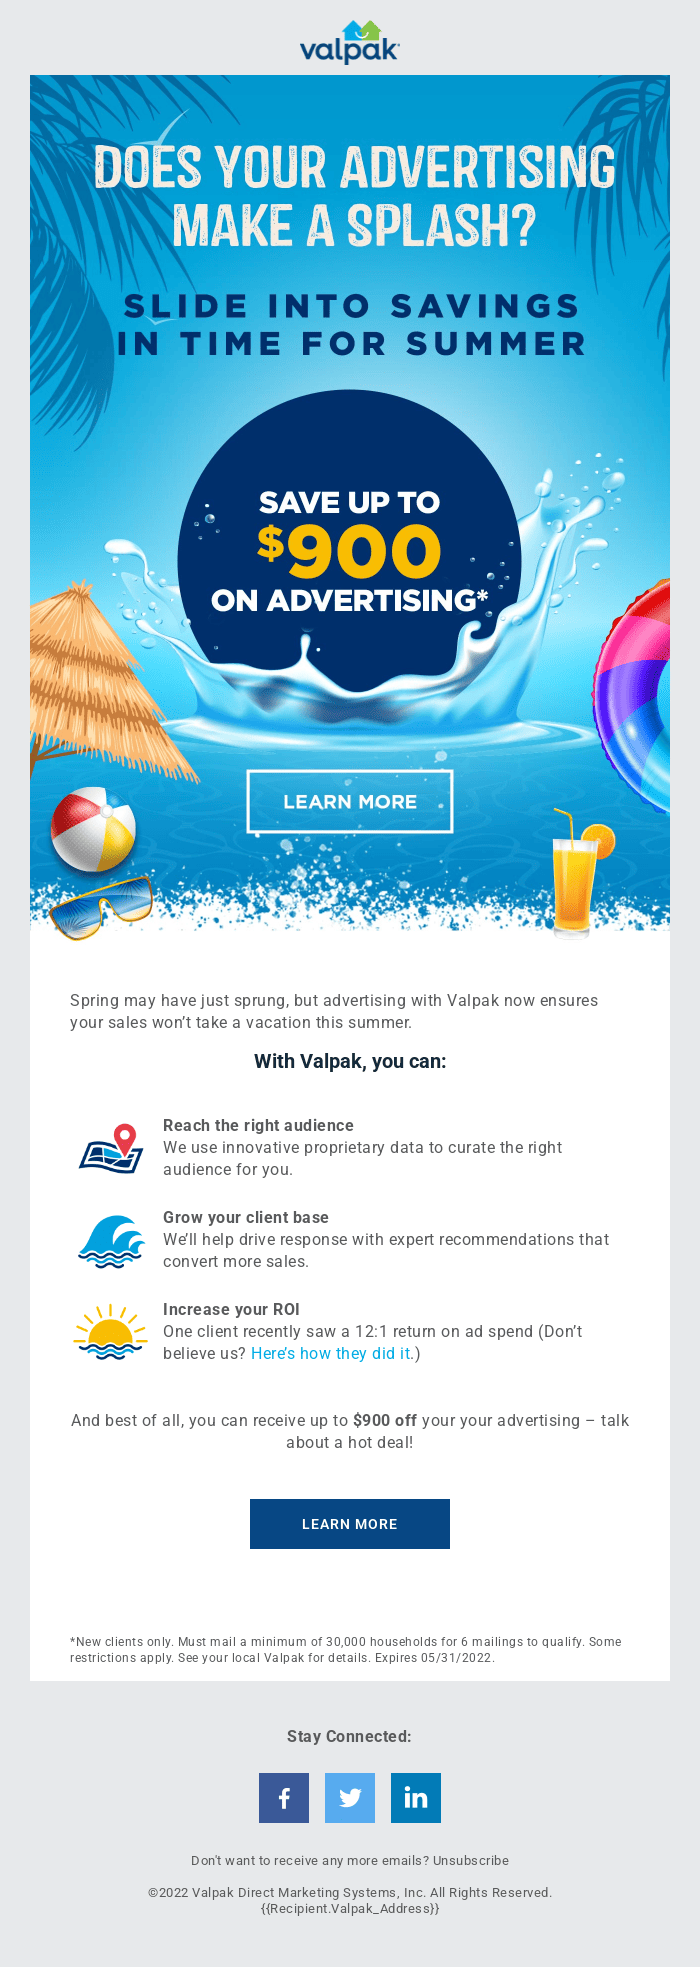 valpak
DOES YOUR ADVERTISING
MAKE A SPLASH?
SLIDE INTO SAVINGS
IN TIME FOR SUMMER
SAVE UP TO
$900
ON ADVERTISING*
LEARN MORE
Spring may have just sprung, but advertising with Valpak now ensures
your sales won’t take a vacation this summer.
With Valpak, you can:
Reach the right audience
We use innovative proprietary data to curate the right
audience for you.
Grow your client base
We’ll help drive response with expert recommendations that
convert more sales.
Increase your ROI
One client recently saw a 12:1 return on ad spend (Don’t
believe us? Here’s how they did it.)
And best of all, you can receive up to $900 off your your advertising – talk
about a hot deal!
LEARN MORE
*New clients only. Must mail a minimum of 30,000 households for 6 mailings to qualify. Some
restrictions apply. See your local Valpak for details. Expires 05/31/2022.
Stay Connected:
f
in
Don't want to receive any more emails? Unsubscribe
©2022 Valpak Direct Marketing Systems, Inc. All Rights Reserved.
{{Recipient.Valpak_Address}}